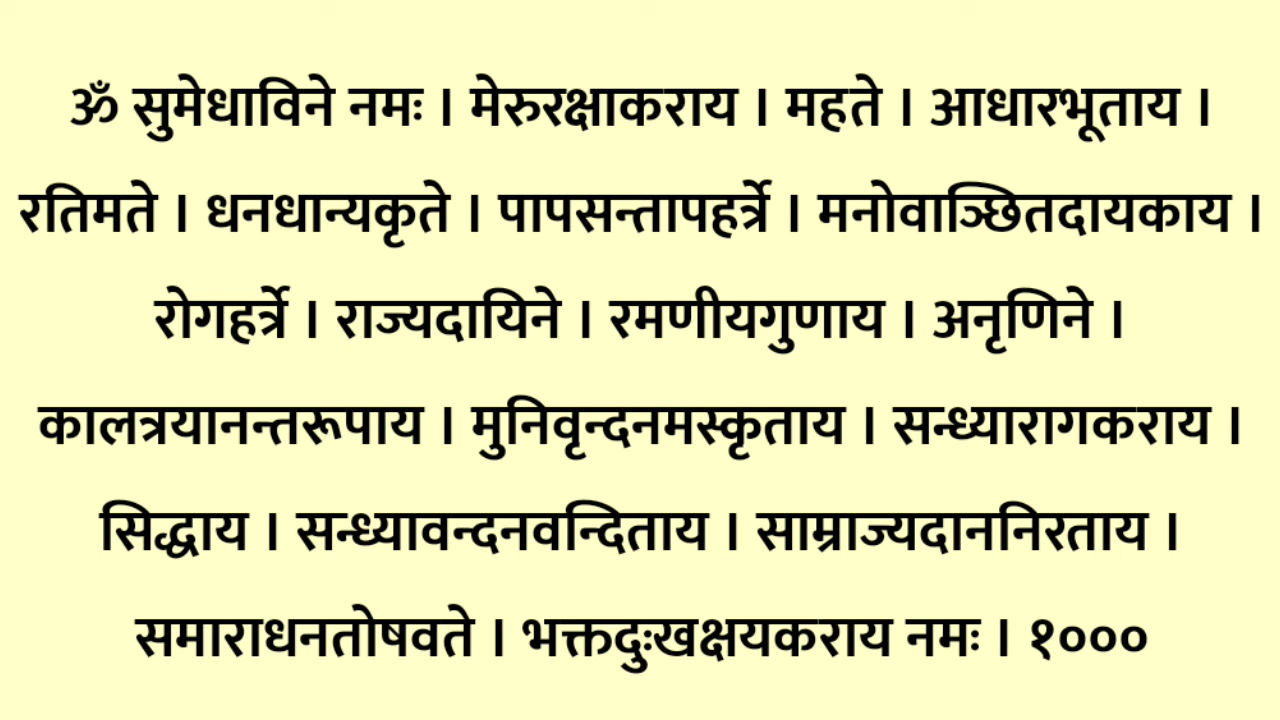 ॐ सुमेधाविने नमः । मेरुरक्षाकराय । महते । आधारभूताय ।
रतिमते । धनधान्यकृते । पापसन्तापहर्त्रे । मनोवाञ्छितदायकाय ।
रोगहर्त्रे । राज्यदायिने । रमणीयगुणाय । अनृणिने ।
कालत्रयानन्तरूपाय । मुनिवृन्दनमस्कृताय । सन्ध्यारागकराय ।
सिद्धाय । सन्ध्यावन्दनवन्दिताय । साम्राज्यदाननिरताय ।
समाराधनतोषवते । भक्तदुःखक्षयकराय नमः । १०००